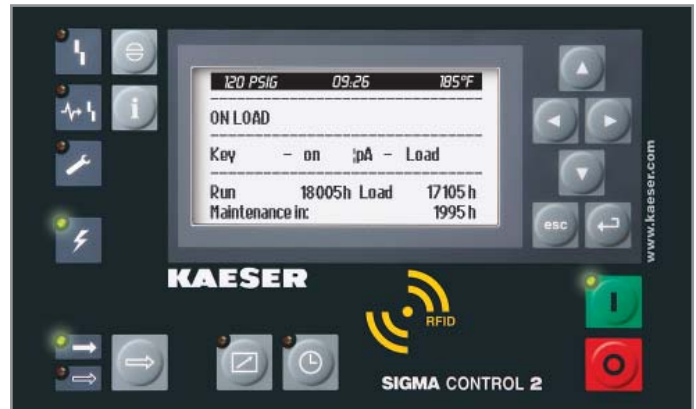 120 PSIG 09:26 185°F
ON LOAD
Key - on ¦pA - Load
Run 18005h Load 17105h
Maintenance in: 1995h
esc
www.kaeser.com
KAESER
RFID
SIGMA CONTROL 2